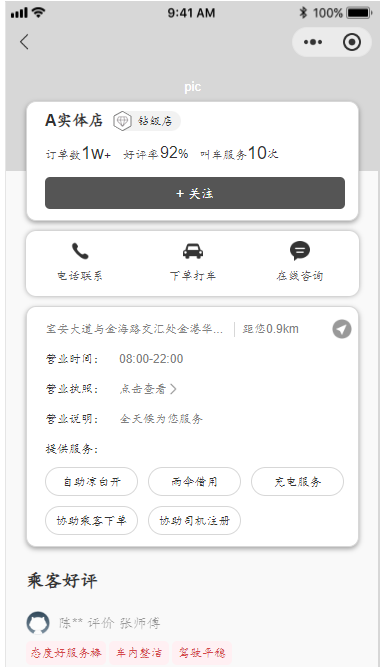 9:41 AM 100%
pic
A实体店 钻级店
订单数1W+ 好评率92% 叫车服务10次
+ 关注
电话联系 下单打车 在线咨询
宝安大道与金海路交汇处金港华... 距您0.9km
营业时间： 08:00-22:00
营业执照： 点击查看
营业说明： 全天候为您服务
提供服务：
自助凉白开 雨伞借用 充电服务
协助乘客下单 协助司机注册
乘客好评
陈** 评价 张师傅
态度好服务棒 车内整洁 驾驶平稳